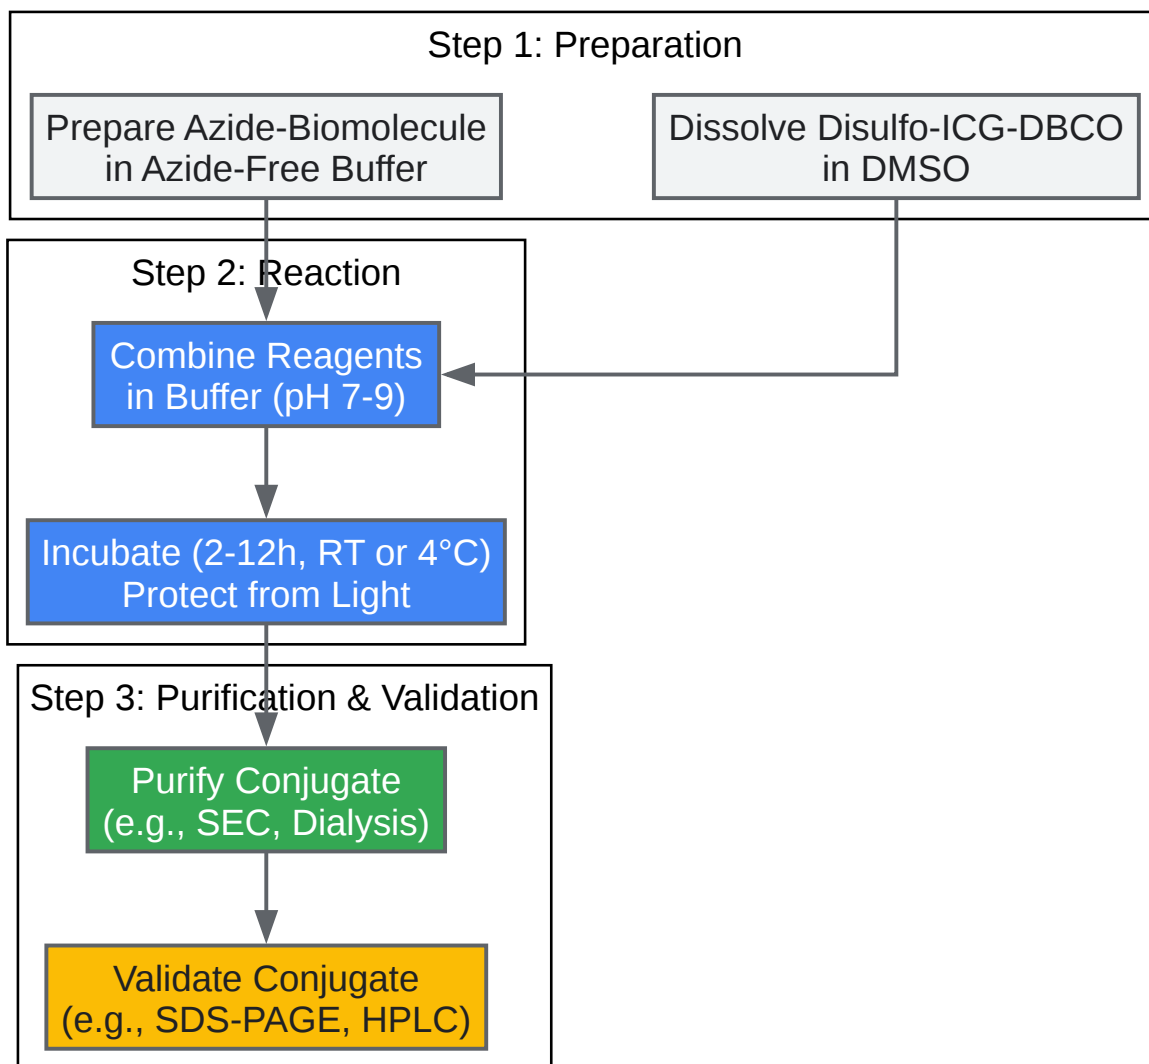 Step 1: Preparation
Prepare Azide-Biomolecule
in Azide-Free Buffer
Dissolve Disulfo-ICG-DBCO
in DMSO
Step 2: Reaction
Combine Reagents
in Buffer (pH 7-9)
Incubate (2-12h, RT or 4°C)
Protect from Light
Step 3: Purification & Validation
Purify Conjugate
(e.g., SEC, Dialysis)
Validate Conjugate
(e.g., SDS-PAGE, HPLC)